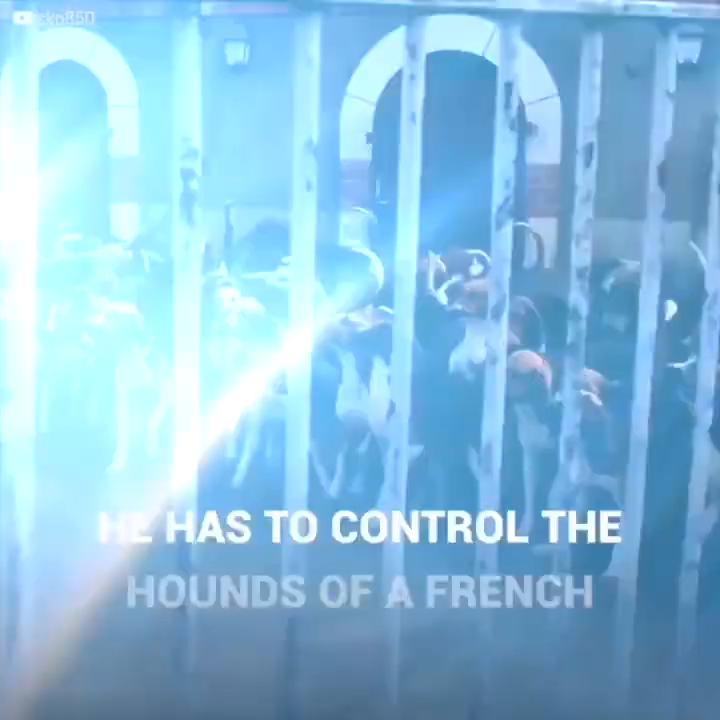 HE HAS TO CONTROL THE
HOUNDS OF A FRENCH